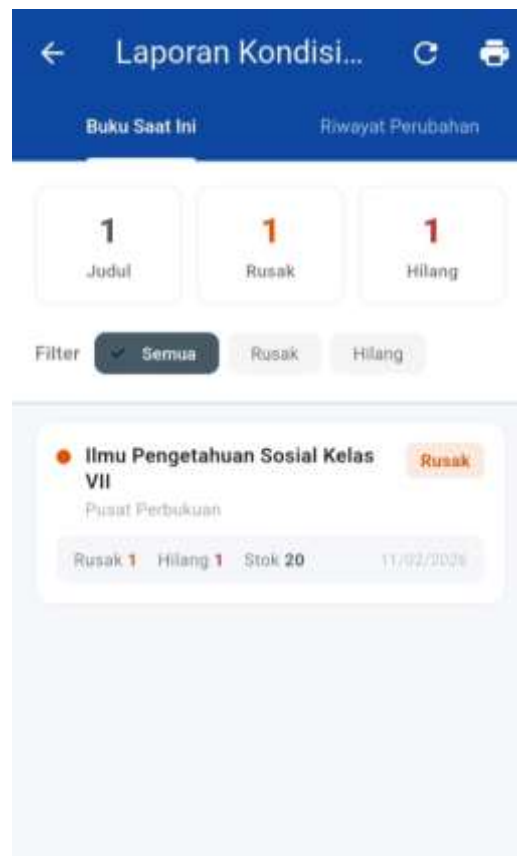 Laporan Kondisi...
Buku Saat Ini Riwayat Perubahan
1 1 1
Judul Rusak Hilang
Filter Semua Rusak Hilang
Ilmu Pengetahuan Sosial Kelas Rusak
VII
Pusat Perbukuan
Rusak 1 Hilang 1 Stok 20